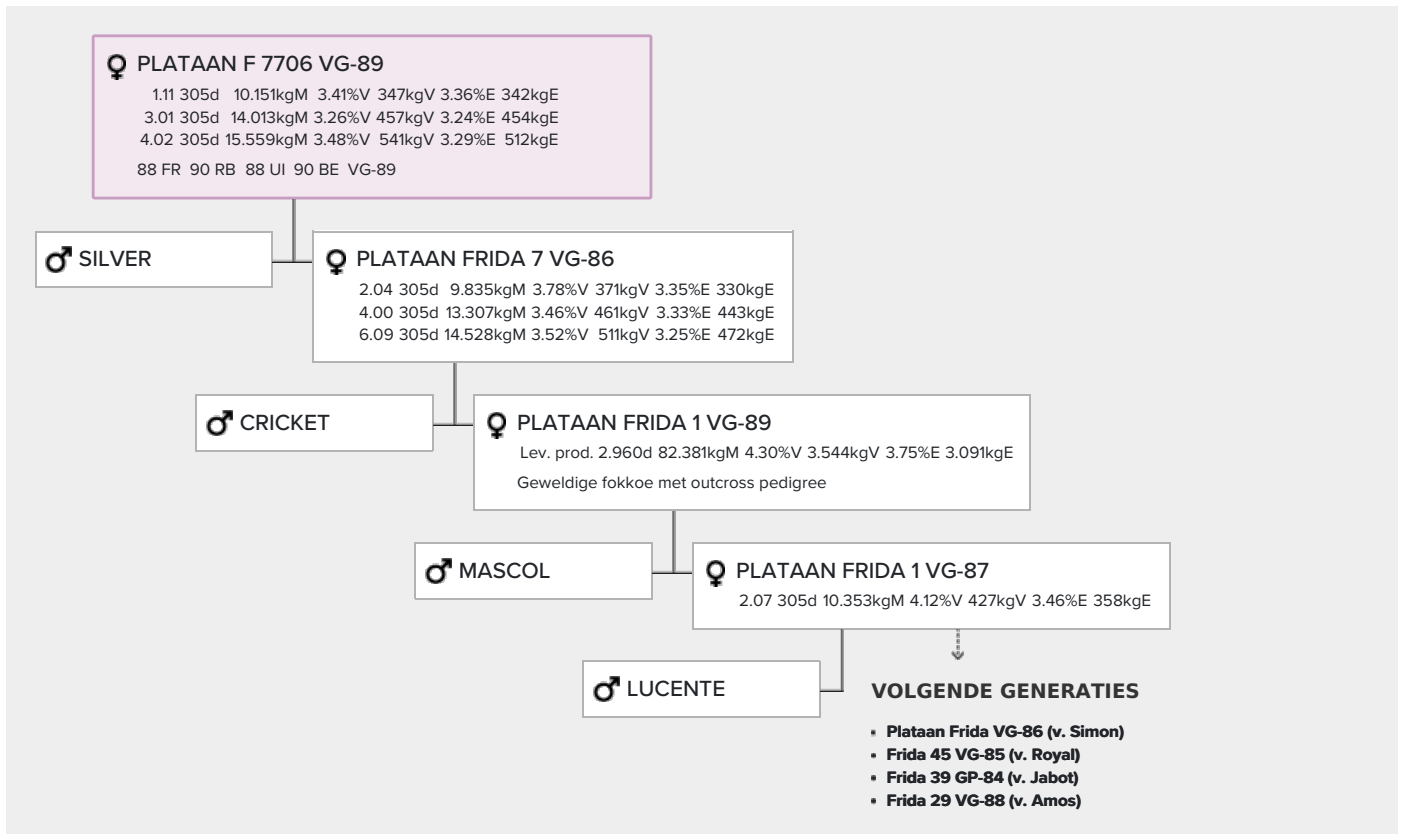 PLATAAN F 7706 VG-89
1.11 305d 10.151kgM 3.41%V 347kgV 3.36%E 342kgE
3.01 305d 14.013kgM 3.26%V 457kgV 3.24%E 454kgE
4.02 305d 15.559kgM 3.48%V 541kgV 3.29%E 512kgE
88 FR 90 RB 88 UI 90 BE VG-89
SILVER
PLATAAN FRIDA 7 VG-86
2.04 305d 9.835kgM 3.78%V 371kgV 3.35%E 330kgE
4.00 305d 13.307kgM 3.46%V 461kgV 3.33%E 443kgE
6.09 305d 14.528kgM 3.52%V 511kgV 3.25%E 472kgE
CRICKET
PLATAAN FRIDA 1 VG-89
Lev. prod. 2.960d 82.381kgM 4.30%V 3.544kgV 3.75%E 3.091kgE
Geweldige fokkoe met outcross pedigree
MASCOL
PLATAAN FRIDA 1 VG-87
2.07 305d 10.353kgM 4.12%V 427kgV 3.46%E 358kgE
LUCENTE
VOLGENDE GENERATIES
Plataan Frida VG-86 (v. Simon)
Frida 45 VG-85 (v. Royal)
Frida 39 GP-84 (v. Jabot)
Frida 29 VG-88 (v. Amos)